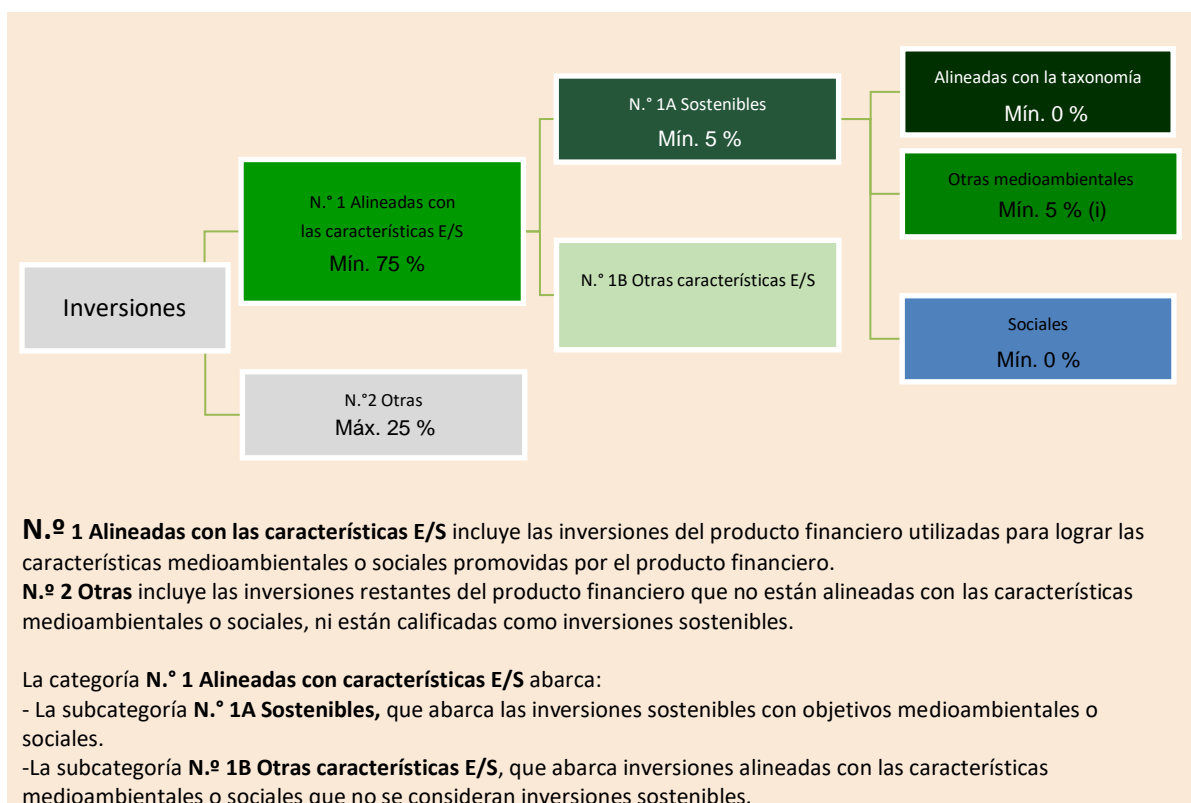 Inversiones
N.° 1 Alineadas con
las características E/S
Mín. 75 %
N.°2 Otras
Máx. 25 %
N.° 1A Sostenibles
Mín. 5 %
N.° 1B Otras características E/S
Alineadas con la taxonomía
Mín. 0 %
Otras medioambientales
Mín. 5 % (i)
Sociales
Mín. 0 %
N.º 1 Alineadas con las características E/S incluye las inversiones del producto financiero utilizadas para lograr las
características medioambientales o sociales promovidas por el producto financiero.
N.º 2 Otras incluye las inversiones restantes del producto financiero que no están alineadas con las características
medioambientales o sociales, ni están calificadas como inversiones sostenibles.
La categoría N.° 1 Alineadas con características E/S abarca:
- La subcategoría N.° 1A Sostenibles, que abarca las inversiones sostenibles con objetivos medioambientales o
sociales.
-La subcategoría N.º 1B Otras características E/S, que abarca inversiones alineadas con las características
medioambientales o sociales que no se consideran inversiones sostenibles.